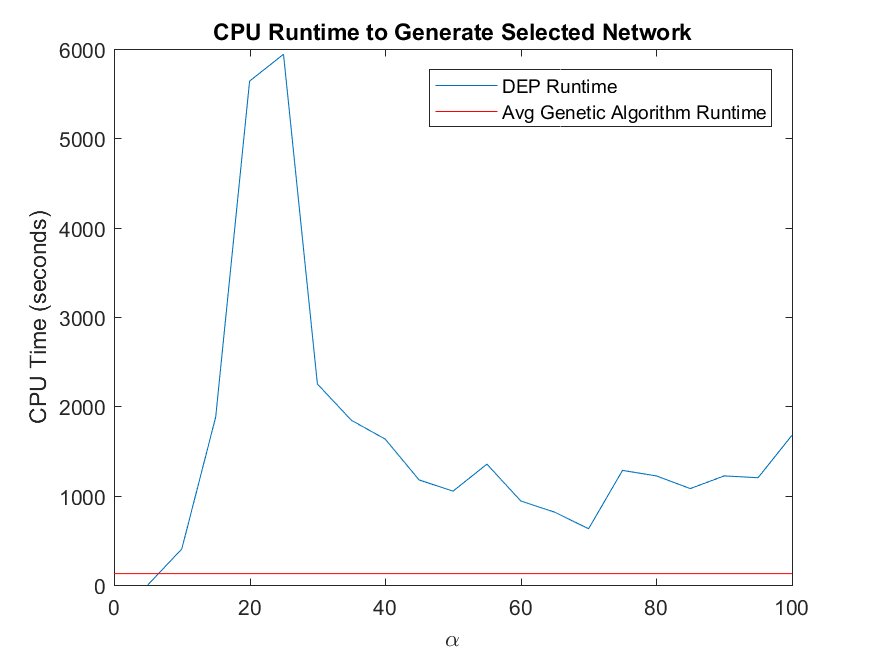 CPU Runtime to Generate Selected Network
6000
5000
4000
3000
2000
1000
0
CPU Time (seconds)
DEP Runtime
Avg Genetic Algorithm Runtime
0 20 40 60 80 100
α